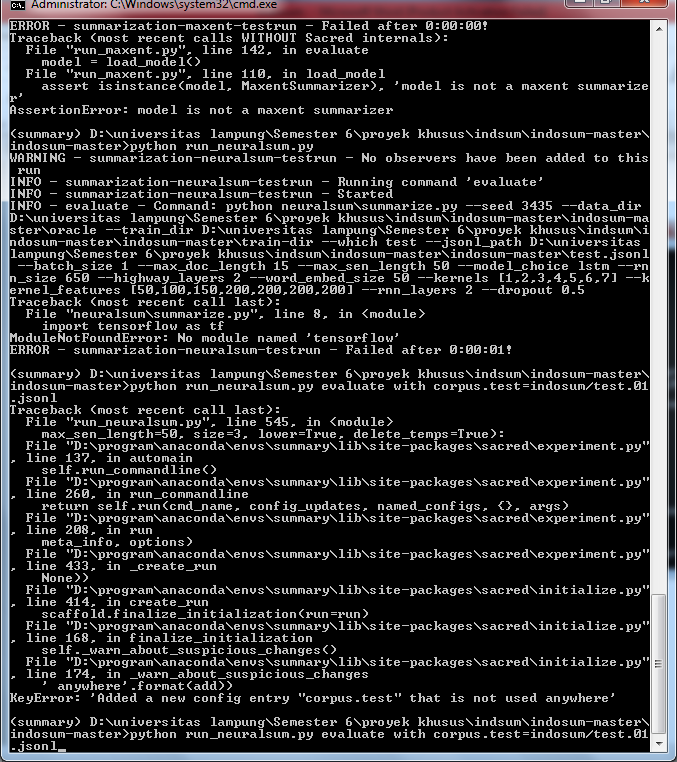 Administrator: C:\Windows\system32\cmd.exe
ERROR - summarization-maxent-testrun - Failed after 0:00:00!
Traceback (most recent calls WITHOUT Sacred internals):
  File "run_maxent.py", line 142, in evaluate
    model = load_model()
  File "run_maxent.py", line 110, in load_model
    assert isinstance(model, MaxentSummarizer), 'model is not a maxent summarize
r'
AssertionError: model is not a maxent summarizer

(summary) D:\universitas lampung\Semester 6\proyek khusus\indsum\indosum-master\
indosum-master>python run_neuralsum.py
WARNING - summarization-neuralsum-testrun - No observers have been added to this
 run
INFO - summarization-neuralsum-testrun - Running command 'evaluate'
INFO - summarization-neuralsum-testrun - Started
INFO - evaluate - Command: python neuralsum\summarize.py --seed 3435 --data_dir
D:\universitas lampung\Semester 6\proyek khusus\indsum\indosum-master\indosum-ma
ster\oracle --train_dir D:\universitas lampung\Semester 6\proyek khusus\indsum\i
ndosum-master\indosum-master\train-dir --which test --jsonl_path D:\universitas
lampung\Semester 6\proyek khusus\indsum\indosum-master\indosum-master\test.jsonl
 --batch_size 1 --max_doc_length 15 --max_sen_length 50 --model_choice lstm --rn
n_size 650 --highway_layers 2 --word_embed_size 50 --kernels [1,2,3,4,5,6,7] --k
ernel_features [50,100,150,200,200,200,200] --rnn_layers 2 --dropout 0.5
Traceback (most recent call last):
  File "neuralsum\summarize.py", line 8, in <module>
    import tensorflow as tf
ModuleNotFoundError: No module named 'tensorflow'
ERROR - summarization-neuralsum-testrun - Failed after 0:00:01!

(summary) D:\universitas lampung\Semester 6\proyek khusus\indsum\indosum-master\
indosum-master>python run_neuralsum.py evaluate with corpus.test=indosum/test.01
.jsonl
Traceback (most recent call last):
  File "run_neuralsum.py", line 545, in <module>
    max_sen_length=50, size=3, lower=True, delete_temps=True):
  File "D:\program\anaconda\envs\summary\lib\site-packages\sacred\experiment.py"
, line 137, in automain
    self.run_commandline()
  File "D:\program\anaconda\envs\summary\lib\site-packages\sacred\experiment.py"
, line 260, in run_commandline
    return self.run(cmd_name, config_updates, named_configs, {}, args)
  File "D:\program\anaconda\envs\summary\lib\site-packages\sacred\experiment.py"
, line 208, in run
    meta_info, options)
  File "D:\program\anaconda\envs\summary\lib\site-packages\sacred\experiment.py"
, line 433, in _create_run
    None))
  File "D:\program\anaconda\envs\summary\lib\site-packages\sacred\initialize.py"
, line 414, in create_run
    scaffold.finalize_initialization(run=run)
  File "D:\program\anaconda\envs\summary\lib\site-packages\sacred\initialize.py"
, line 168, in finalize_initialization
    self._warn_about_suspicious_changes()
  File "D:\program\anaconda\envs\summary\lib\site-packages\sacred\initialize.py"
, line 174, in _warn_about_suspicious_changes
    ' anywhere'.format(add))
KeyError: 'Added a new config entry "corpus.test" that is not used anywhere'

(summary) D:\universitas lampung\Semester 6\proyek khusus\indsum\indosum-master\
indosum-master>python run_neuralsum.py evaluate with corpus.test=indosum/test.01
.jsonl_